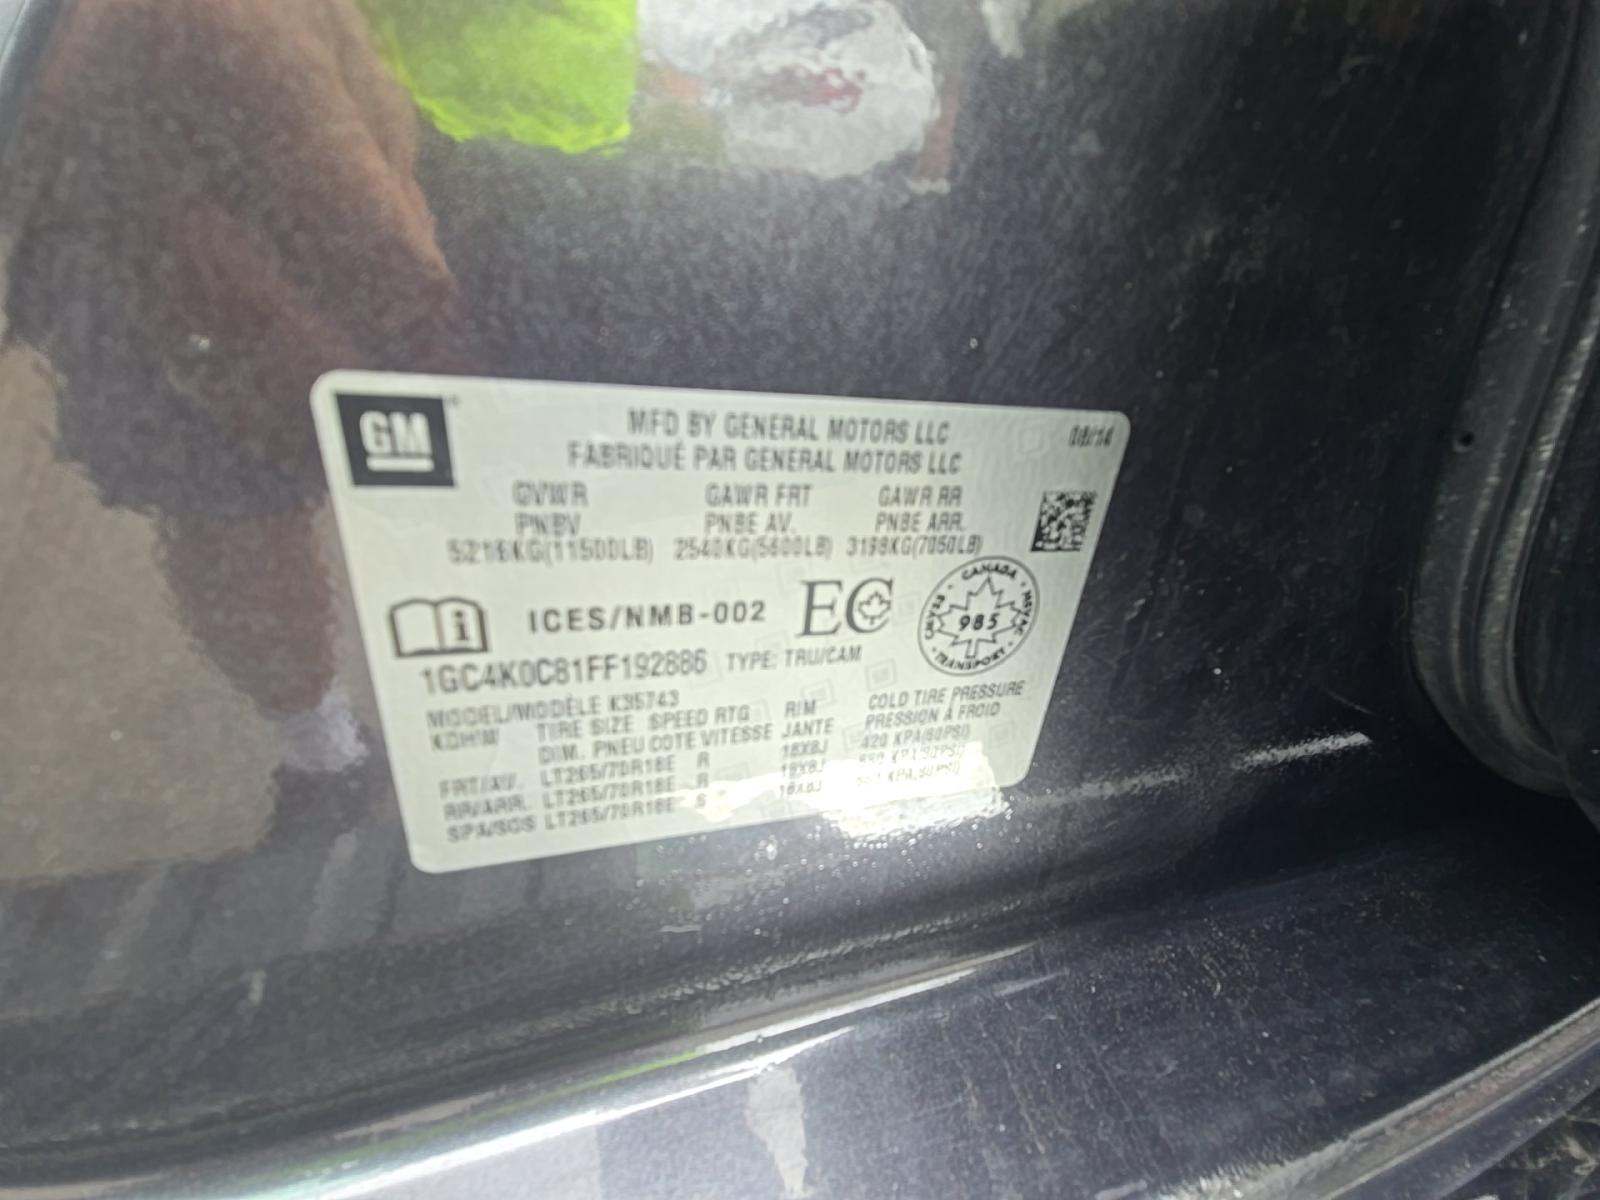 GM
MFD BY GENERAL MOTORS LLC
08/14
FABRIQUÉ PAR GENERAL MOTORS LLC
GVWR GAWR FRT GAWR RR
PNBV PNBE AV. PNBE ARR.
5216KG(11500LB) 2540KG(5600LB) 3198KG(7050LB)
i ICES/NMB-002 EC
CANADA
985
TRANSPORT
1GC4K0C81FF192886 TYPE: TRU/CAM
MODEL/MODÈLE K35743
TIRE SIZE SPEED RTG RIM COLD TIRE PRESSURE
DIM. PNEU COTE VITESSE JANTE PRESSION À FROID
FRT/AV. LT265/70R18E R 18X8J 420 KPA(60PSI)
RR/ARR. LT265/70R18E R 18X8J
SPA/SOS LT265/70R18E 18X8J